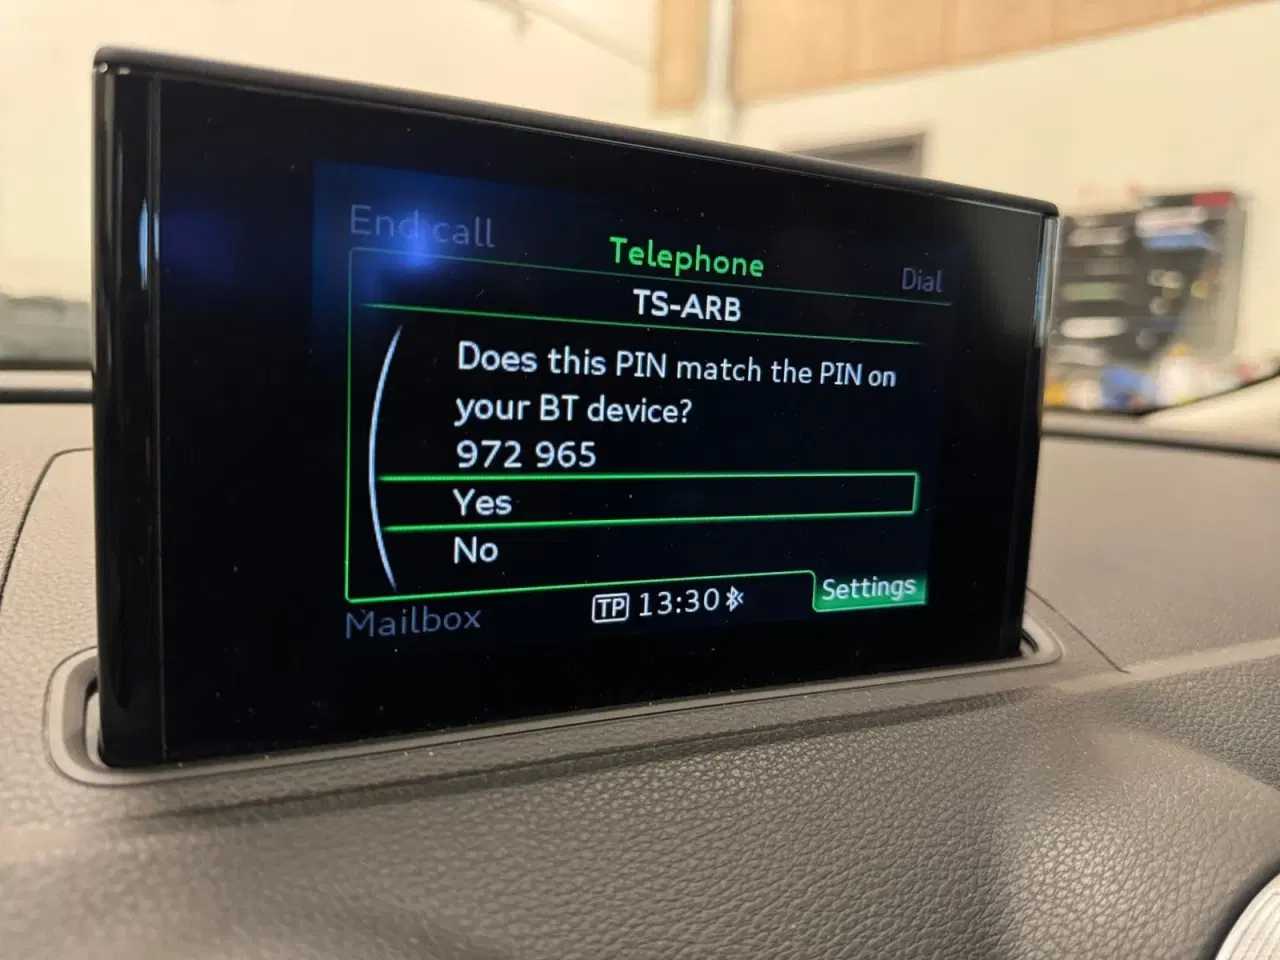 End call
Telephone
Dial
TS-ARB
Does this PIN match the PIN on
your BT device?
972 965
Yes
No
Settings
Mailbox
TP 13:30